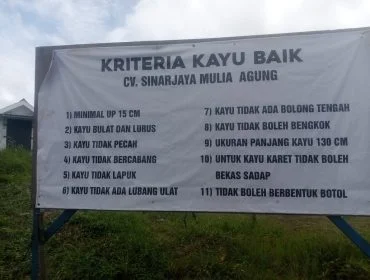 KRITERIA KAYU BAIK
CV. SINARJAYA MULIA AGUNG
1) MINIMAL UP 15 CM
2) KAYU BULAT DAN LURUS
3) KAYU TIDAK PECAH
4) KAYU TIDAK BERCABANG
5) KAYU TIDAK LAPUK
6) KAYU TIDAK ADA LUBANG ULAT
7) KAYU TIDAK ADA BOLONG TENGAH
8) KAYU TIDAK BOLEH BENGKOK
9) UKURAN PANJANG KAYU 130 CM
10) UNTUK KAYU KARET TIDAK BOLEH
BEKAS SADAP
11) TIDAK BOLEH BERBENTUK BOTOL